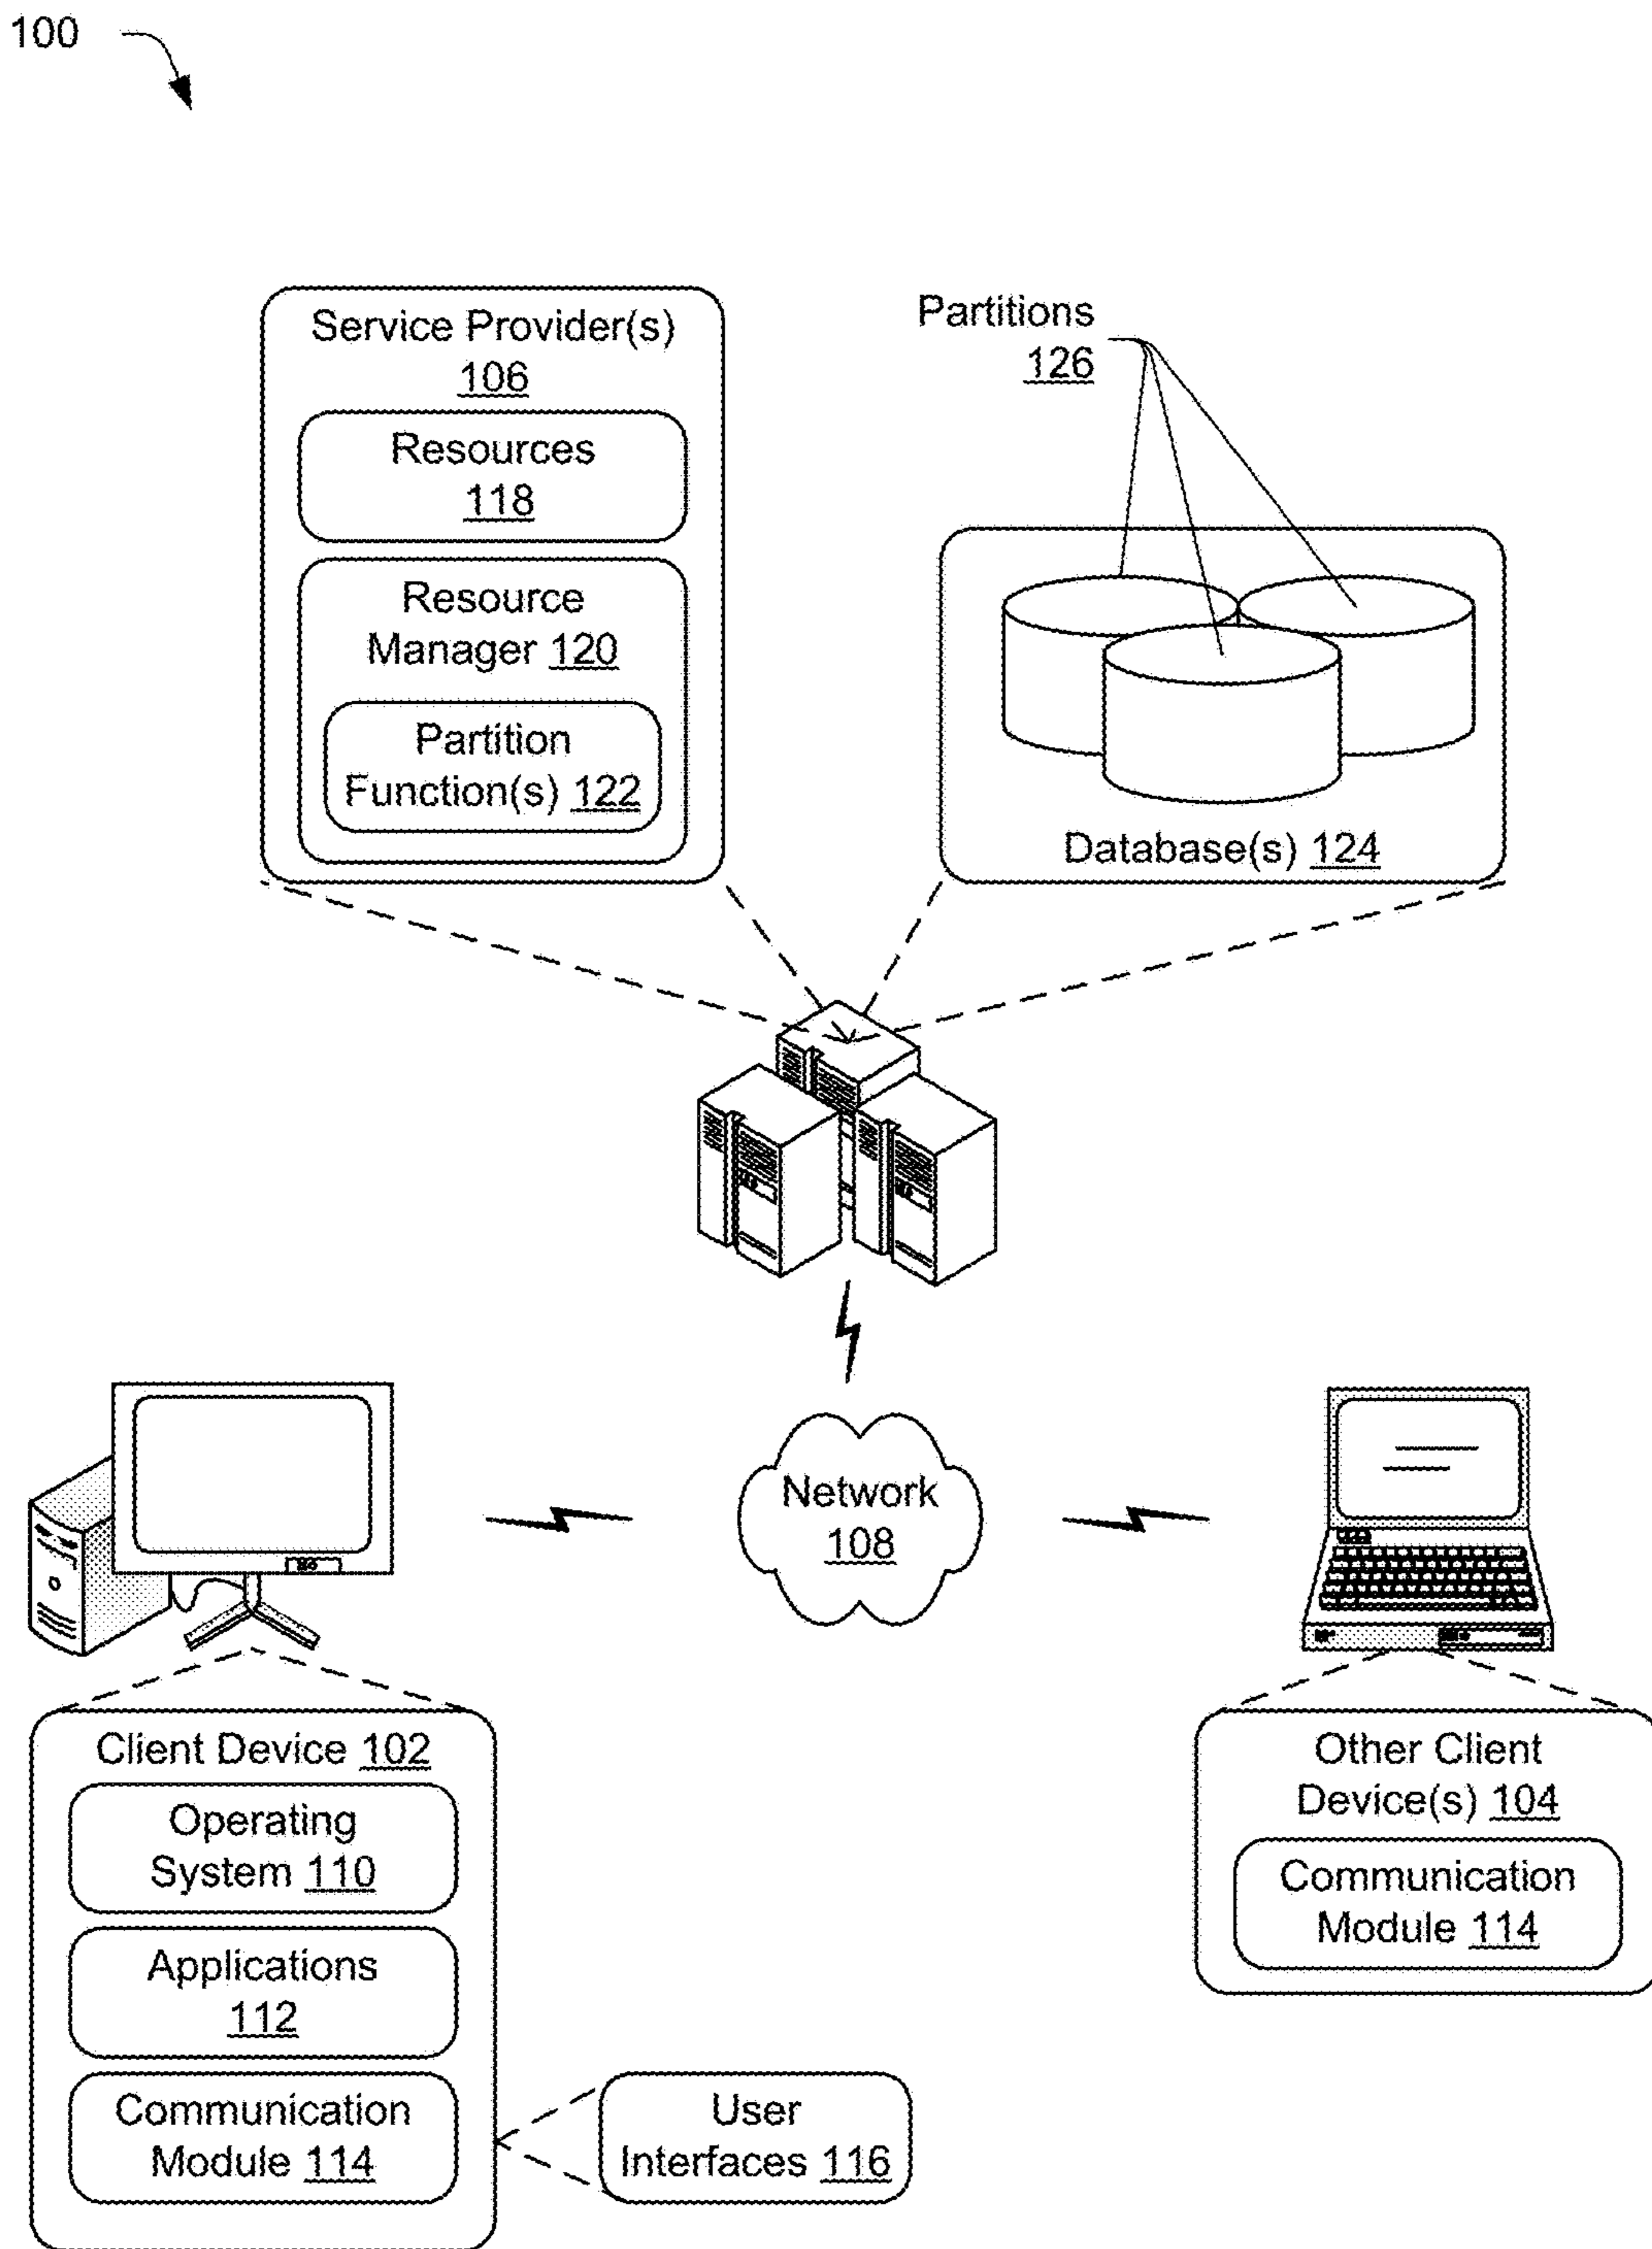 100
Service Provider(s)
106
Resources
118
Resource
Manager 120
Partition
Function(s) 122
Partitions
126
Database(s) 124
Network
108
Client Device 102
Operating
System 110
Applications
112
Communication
Module 114
User
Interfaces 116
Other Client
Device(s) 104
Communication
Module 114